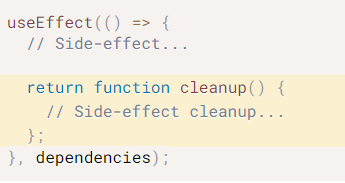 useEffect(() => {
  // Side-effect...

  return function cleanup() {
    // Side-effect cleanup...
  };
}, dependencies);